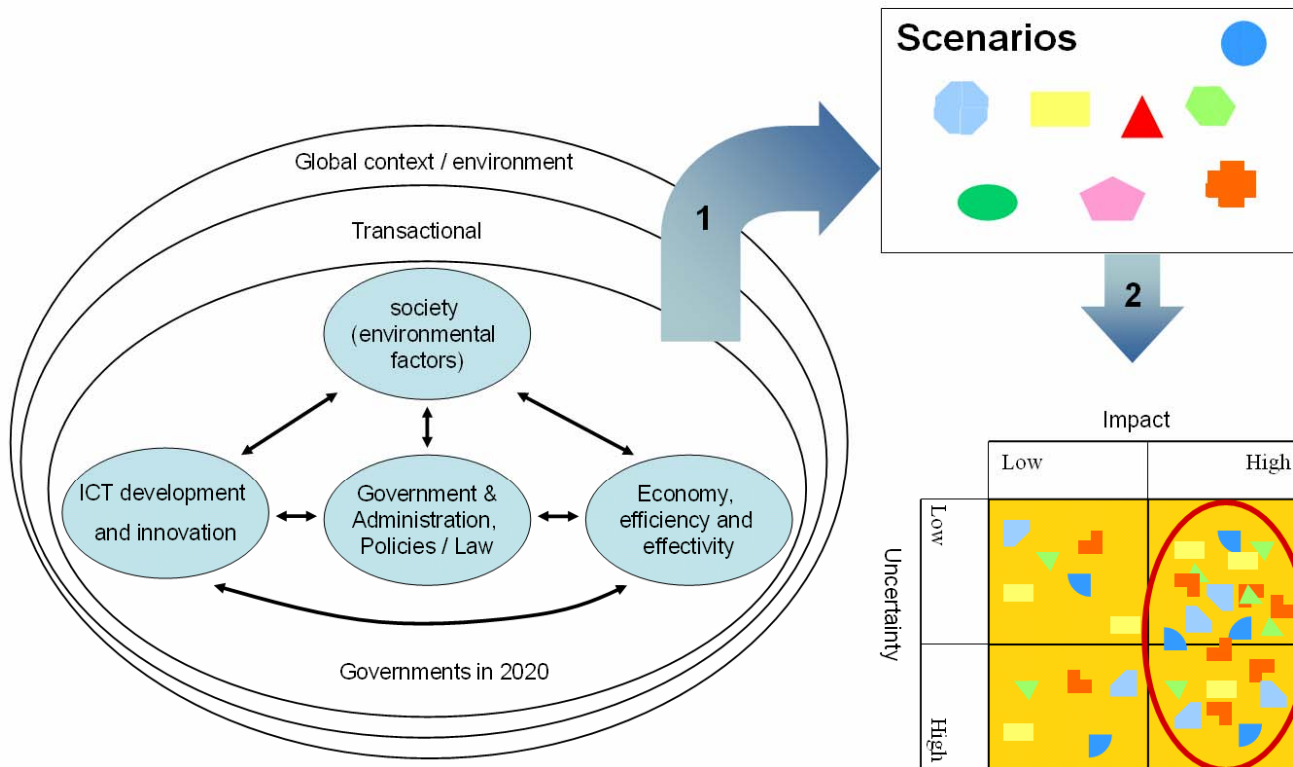 Scenarios
Global context / environment
Transactional
society
(environmental
factors)
ICT development
and innovation
Government &
Administration,
Policies / Law
Economy,
efficiency and
effectivity
Governments in 2020
1
2
Impact
Low
High
Uncertainty
Low
High